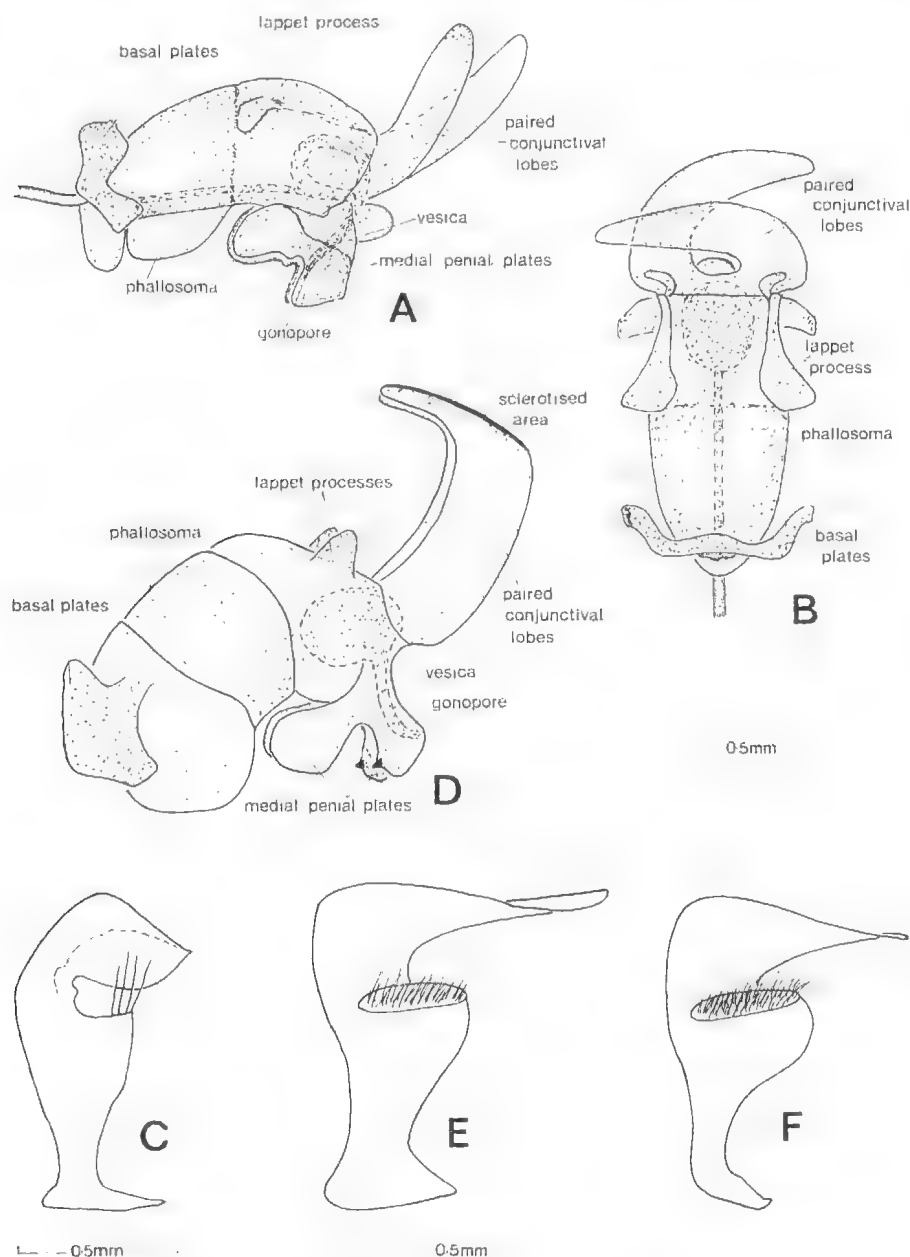 lappet process
basal plates
paired
conjunctival
lobes
vesica
medial penial plates
phallosoma
gonopore
A
paired
conjunctival
lobes
lappet
process
phallosoma
basal
plates
B
0·5mm
sclerotised
area
lappet processes
phallosoma
basal plates
paired
conjunctival
lobes
vesica
gonopore
medial penial plates
D
C
E
F
0·5mm
0·5mm